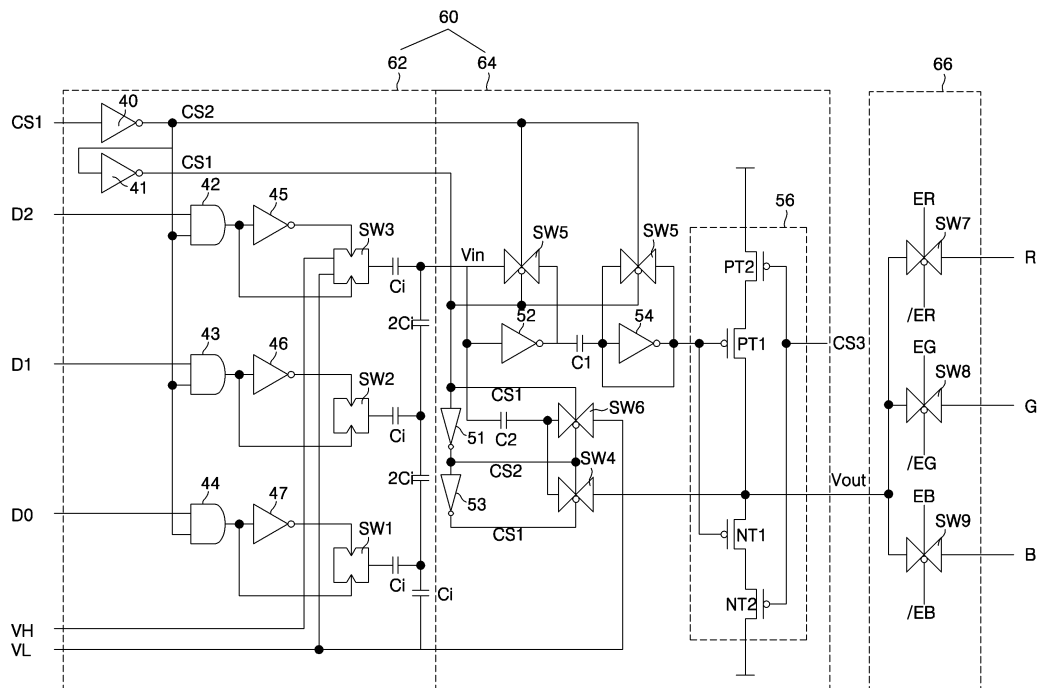 60
62
64
66
CS1
40
CS2
41
CS1
42
45
D2
SW3
Ci
Vin
SW5
SW5
56
ER
SW7
R
PT2
/ER
2Ci
52
54
C1
PT1
CS3
43
46
D1
SW2
Ci
CS1
SW6
EG
SW8
G
/EG
51
C2
CS2
SW4
2Ci
53
CS1
Vout
44
47
D0
SW1
Ci
Ci
NT1
NT2
EB
SW9
B
/EB
VH
VL